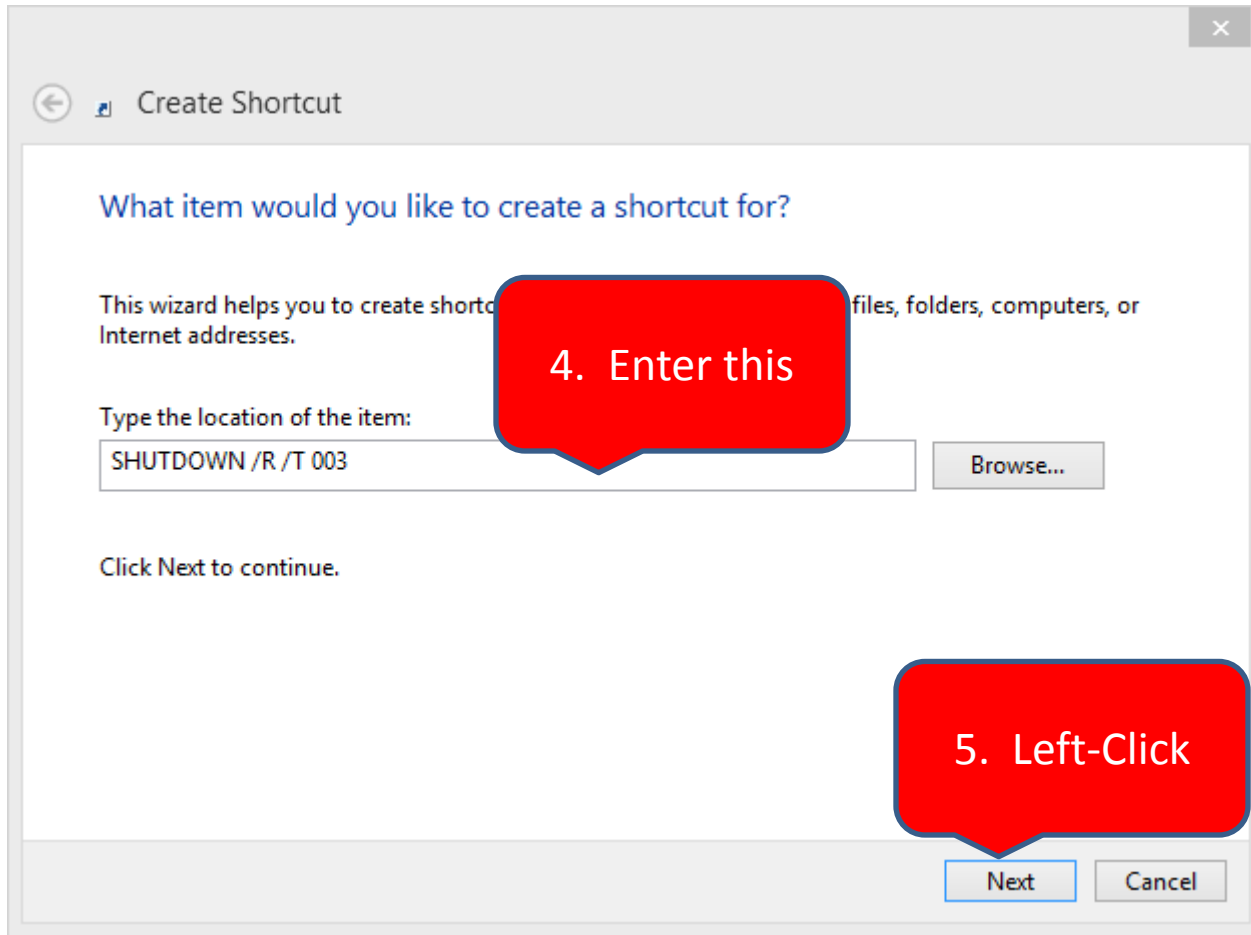 Create Shortcut
What item would you like to create a shortcut for?
This wizard helps you to create files, folders, computers, or
Internet addresses.
4. Enter this
Type the location of the item:
SHUTDOWN /R /T 003
Browse...
Click Next to continue.
5. Left-Click
Next
Cancel